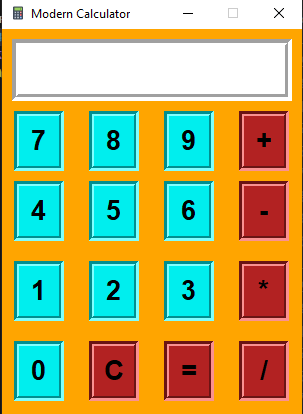 Modern Calculator
7 8 9 +
4 5 6 -
1 2 3 *
0 C = /